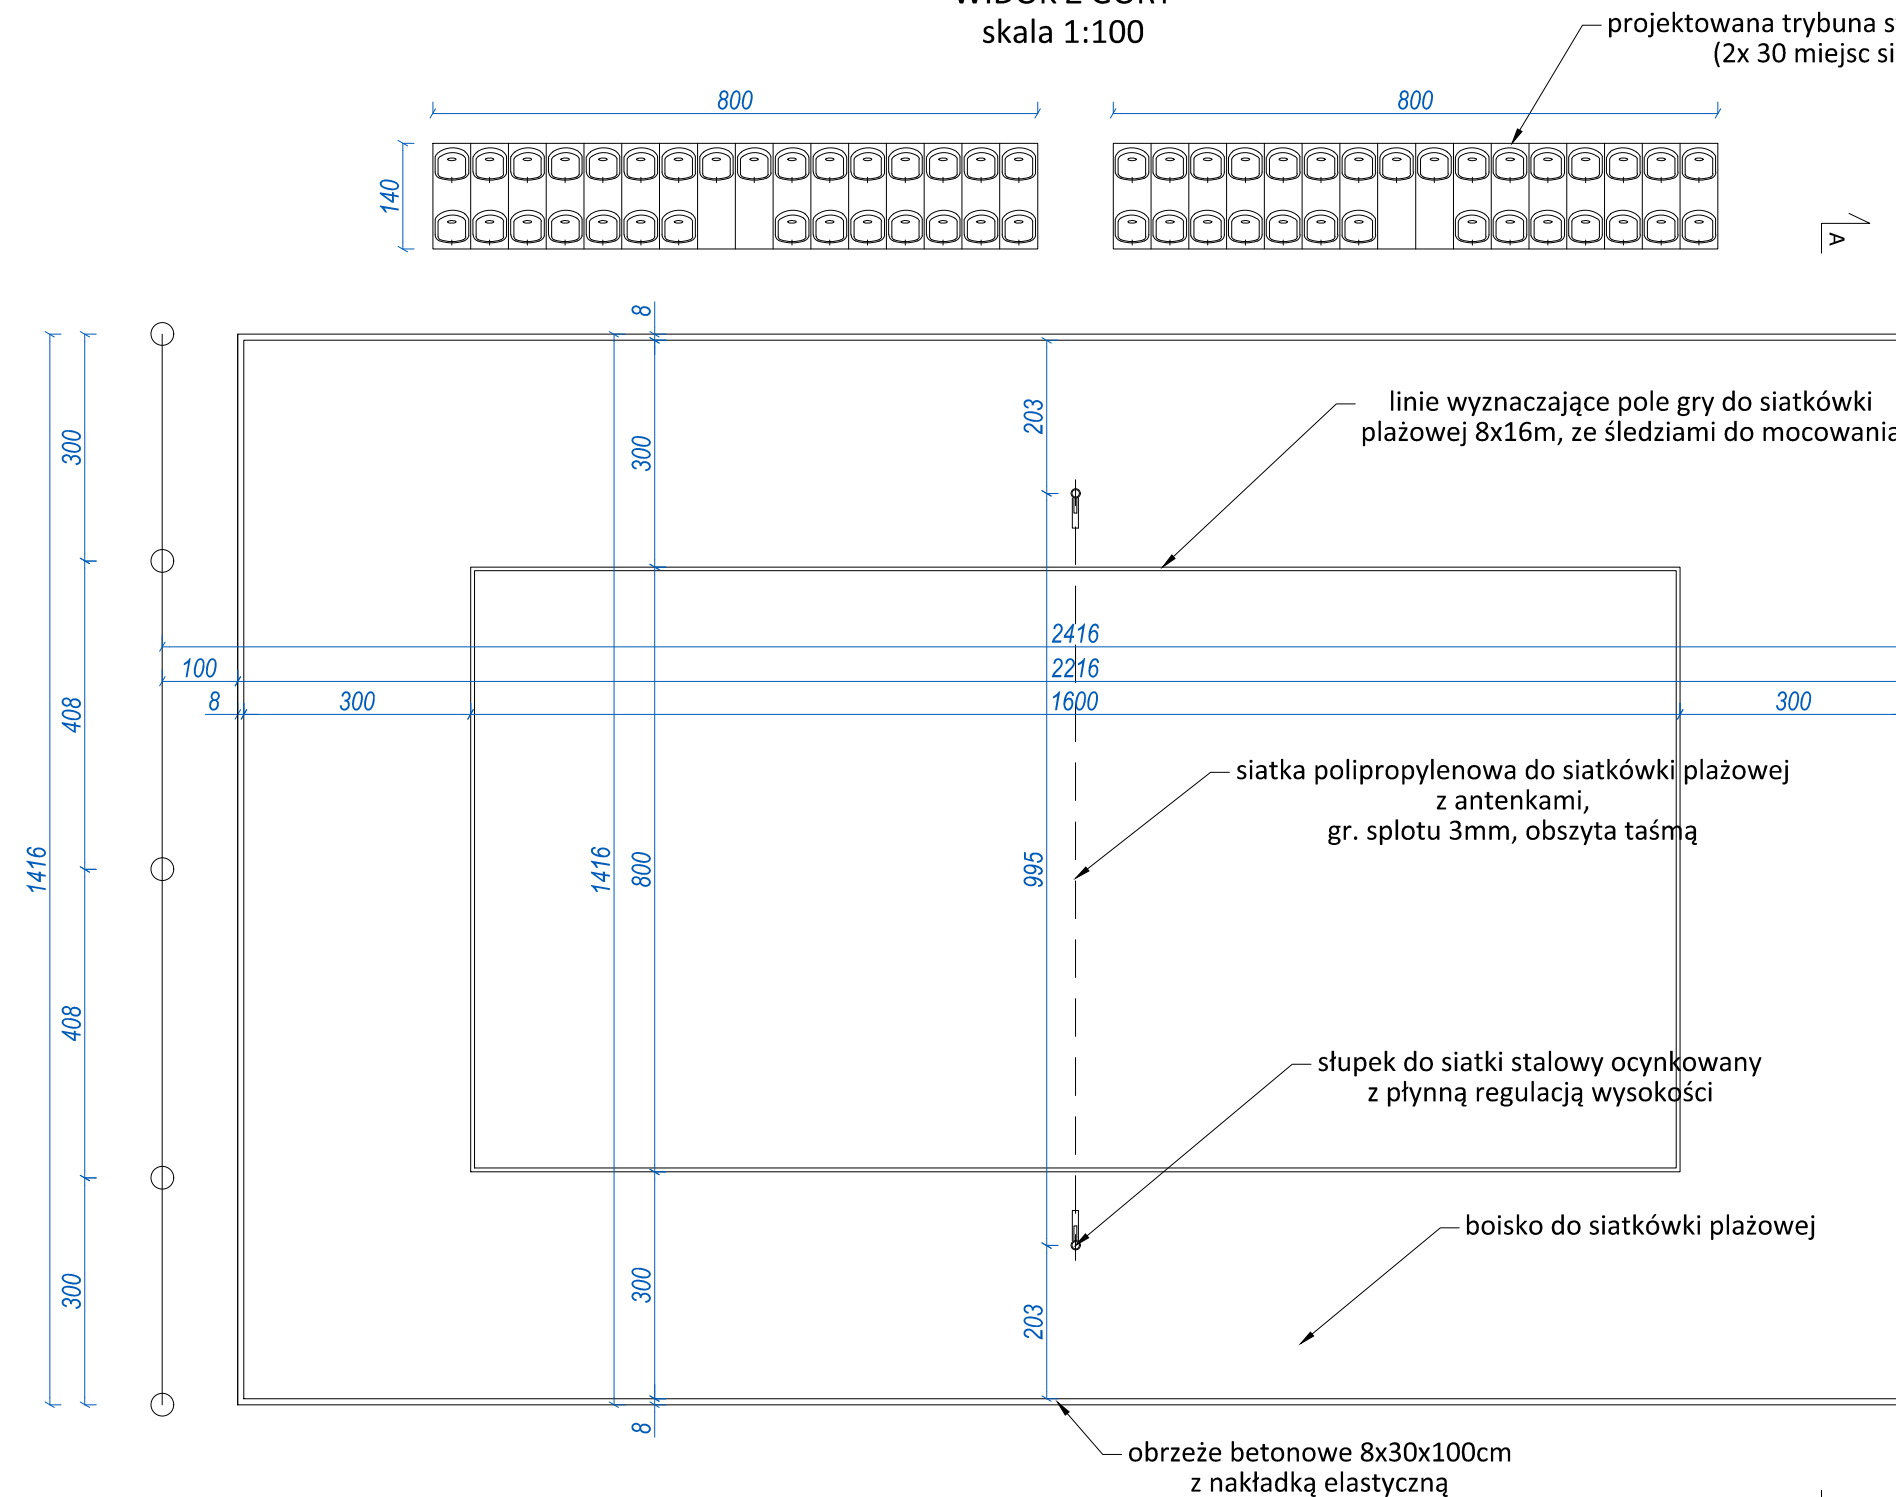 skala 1:100
projektowana trybuna
(2x 30 miejsc
800
800
140
A
8
300
203
linie wyznaczające pole gry do siatkówki
plażowej 8x16m, ze śledziami do mocowania
300
2416
100
2216
8
300
1600
300
408
siatka polipropylenowa do siatkówki plażowej
z antenkami,
gr. splotu 3mm, obszyta taśmą
1416
1416
800
995
408
słupek do siatki stalowy ocynkowany
z płynną regulacją wysokości
boisko do siatkówki plażowej
300
300
203
8
obrzeże betonowe 8x30x100cm
z nakładką elastyczną